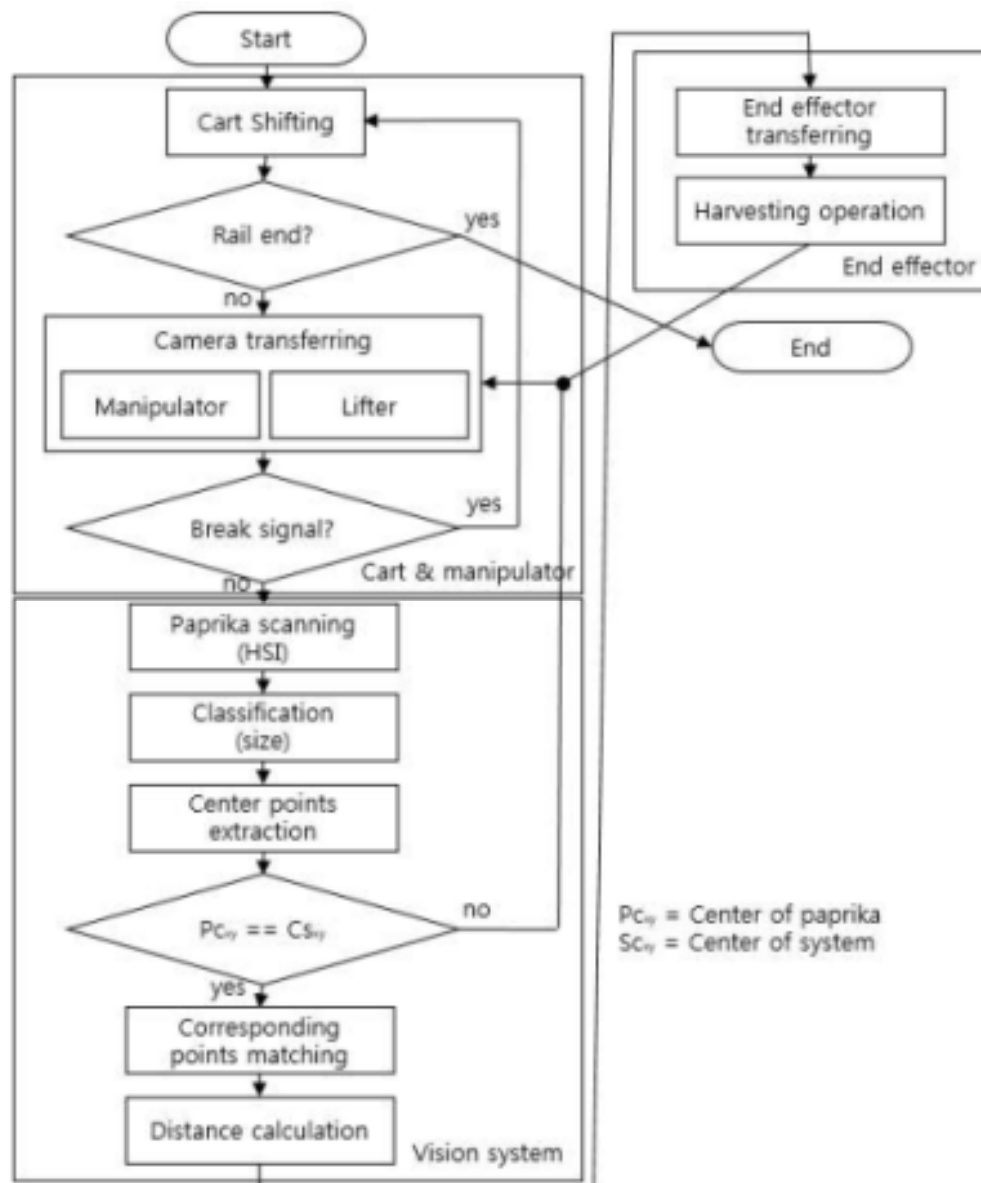 Start
Cart Shifting
Rail end?
yes
no
Camera transferring
Manipulator
Lifter
Break signal?
yes
no
Cart & manipulator
Paprika scanning
(HSI)
Classification
(size)
Center points
extraction
Pcxy == Csxy
no
yes
Corresponding
points matching
Distance calculation
Vision system
End effector
transferring
Harvesting operation
End effector
End
Pcxy = Center of paprika
Scxy = Center of system